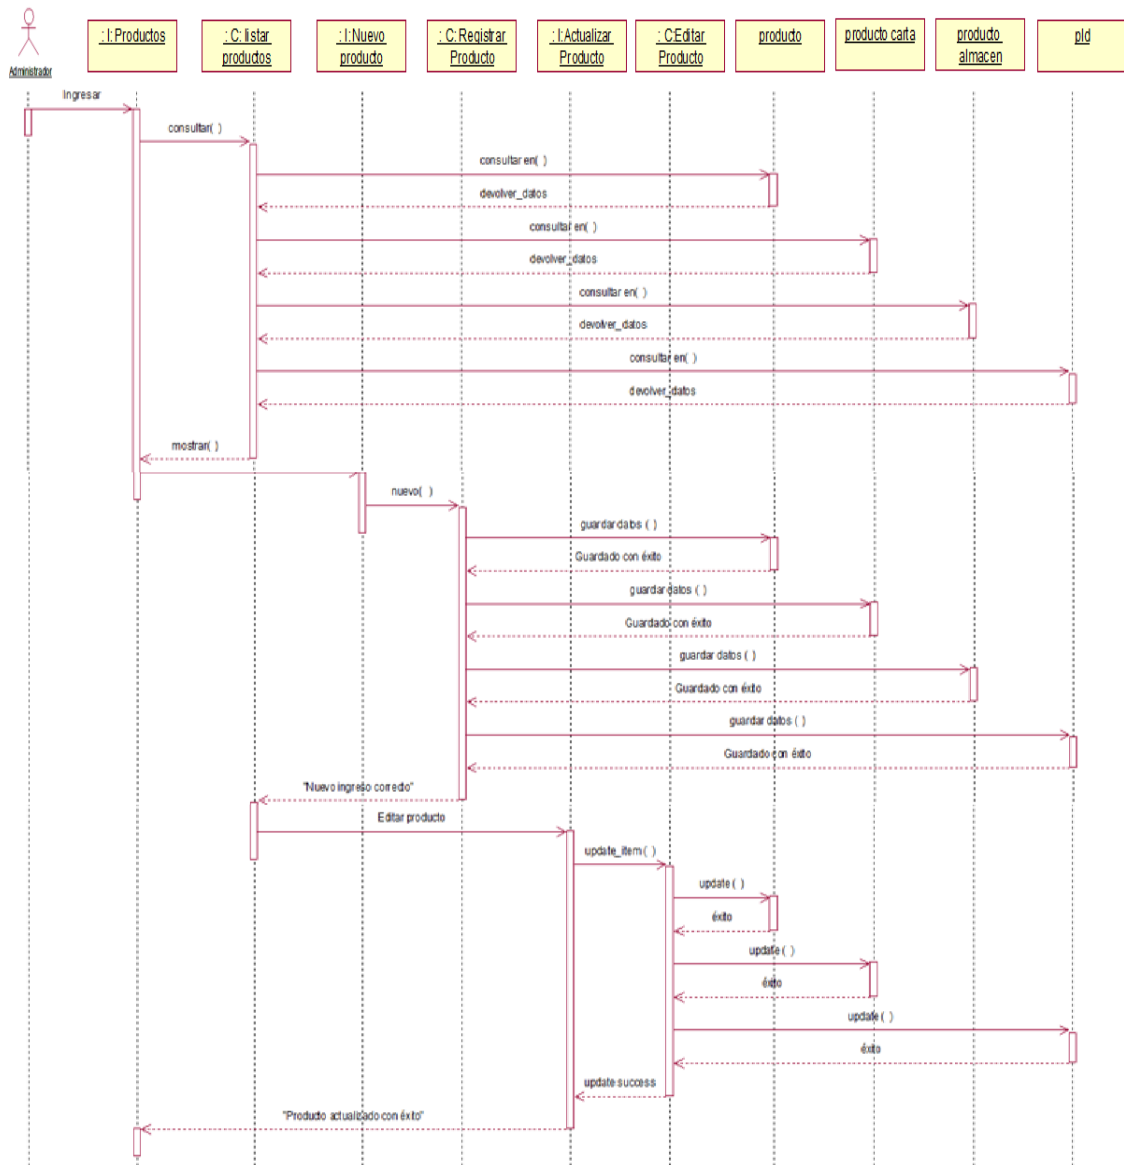 Administrador
: I: Productos
: C: listar
productos
: I:Nuevo
producto
: C: Registrar
Producto
: I:Actualizar
Producto
: C:Editar
Producto
producto
producto carta
producto
almacen
pld
Ingresar
consultar( )
consultar en( )
devolver_datos
consultar en( )
devolver_datos
consultar en( )
devolver_datos
consultar en( )
devolver_datos
mostrar( )
nuevo( )
guardar datos ( )
Guardado con éxito
guardar datos ( )
Guardado con éxito
guardar datos ( )
Guardado con éxito
guardar datos ( )
Guardado con éxito
"Nuevo ingreso correcto"
Editar producto
update_item ( )
update ( )
éxito
update ( )
éxito
update ( )
éxito
update success
"Producto actualizado con éxito"